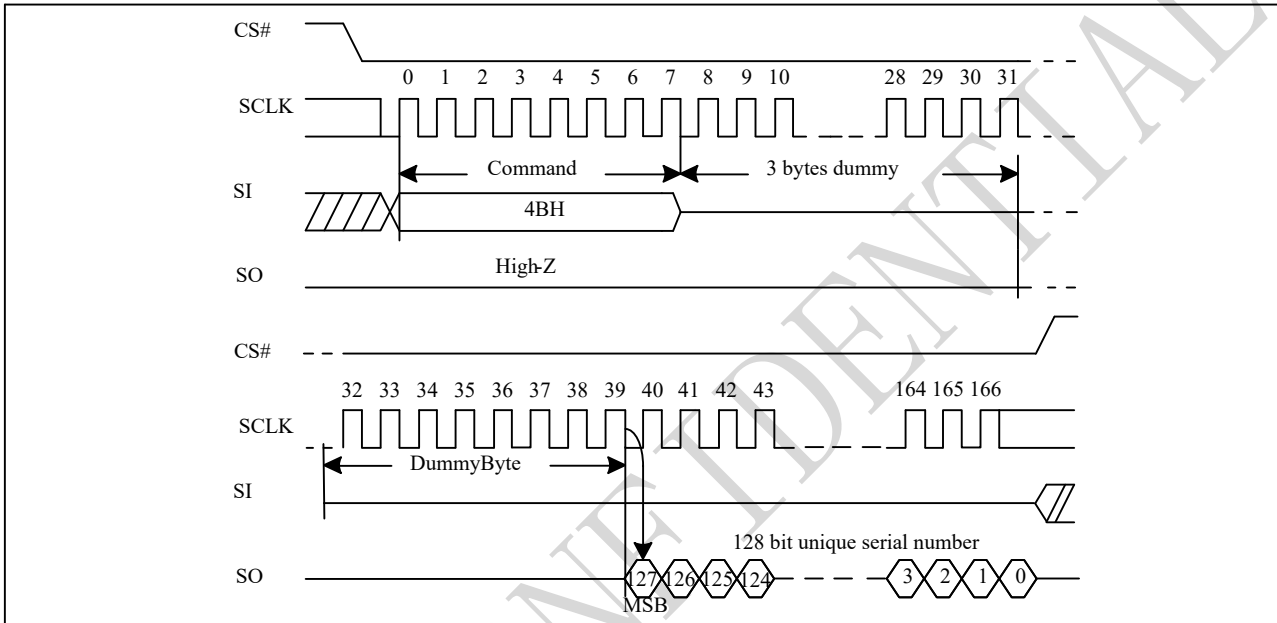 CS#
0 1 2 3 4 5 6 7 8 9 10 28 29 30 31
SCLK
Command 3 bytes dummy
SI
4BH
High-Z
SO
CS#
32 33 34 35 36 37 38 39 40 41 42 43 164 165 166
SCLK
DummyByte
SI
128 bit unique serial number
SO
127 126 125 124 3 2 1 0
MSB
NFIDENTIAL